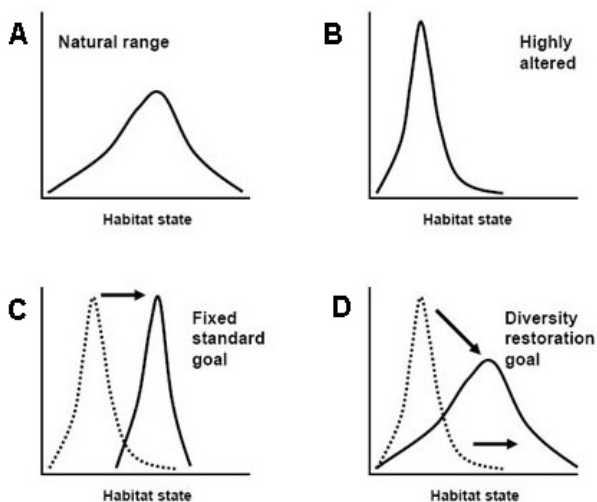 A
Natural range
Habitat state
B
Highly
altered
Habitat state
C
Fixed
standard
goal
Habitat state
D
Diversity
restoration
goal
Habitat state